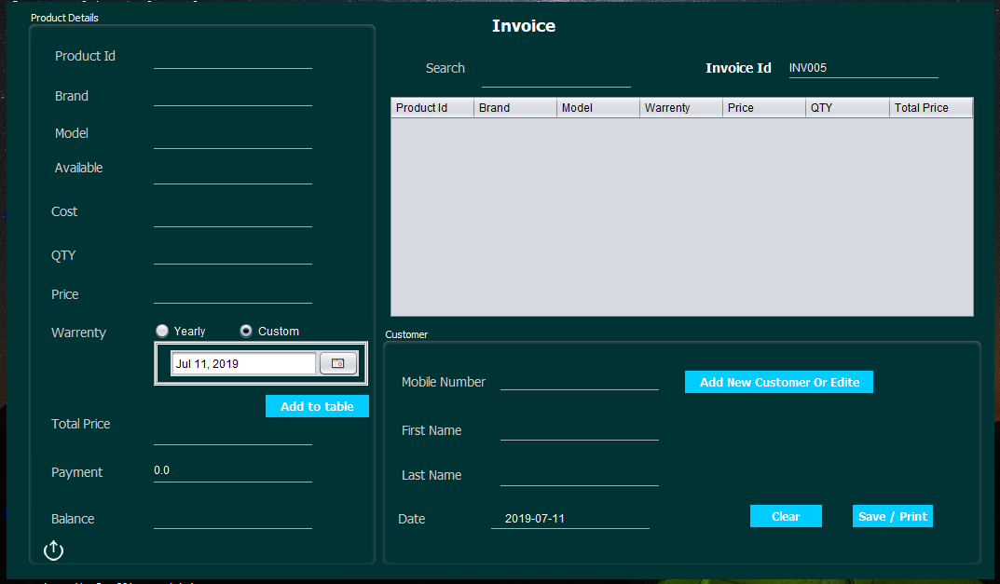 Product Details
Product Id
Brand
Model
Available
Cost
QTY
Price
Warrenty
Yearly Custom
Jul 11, 2019
Add to table
Total Price
Payment 0.0
Balance
Invoice
Search
Invoice Id INV005
Product Id Brand Model Warrenty Price QTY Total Price
Customer
Mobile Number
Add New Customer Or Edite
First Name
Last Name
Date 2019-07-11
Clear
Save / Print